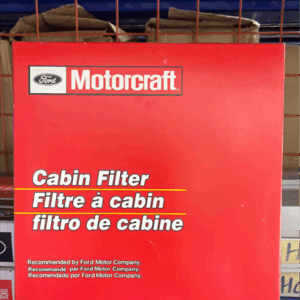 Ford
Motorcraft
Cabin Filter
Filtre à cabin
filtro de cabine
Recommended by Ford Motor Company.
Recommandé par Ford Motor Company.
Recomendado por Ford Motor Company.